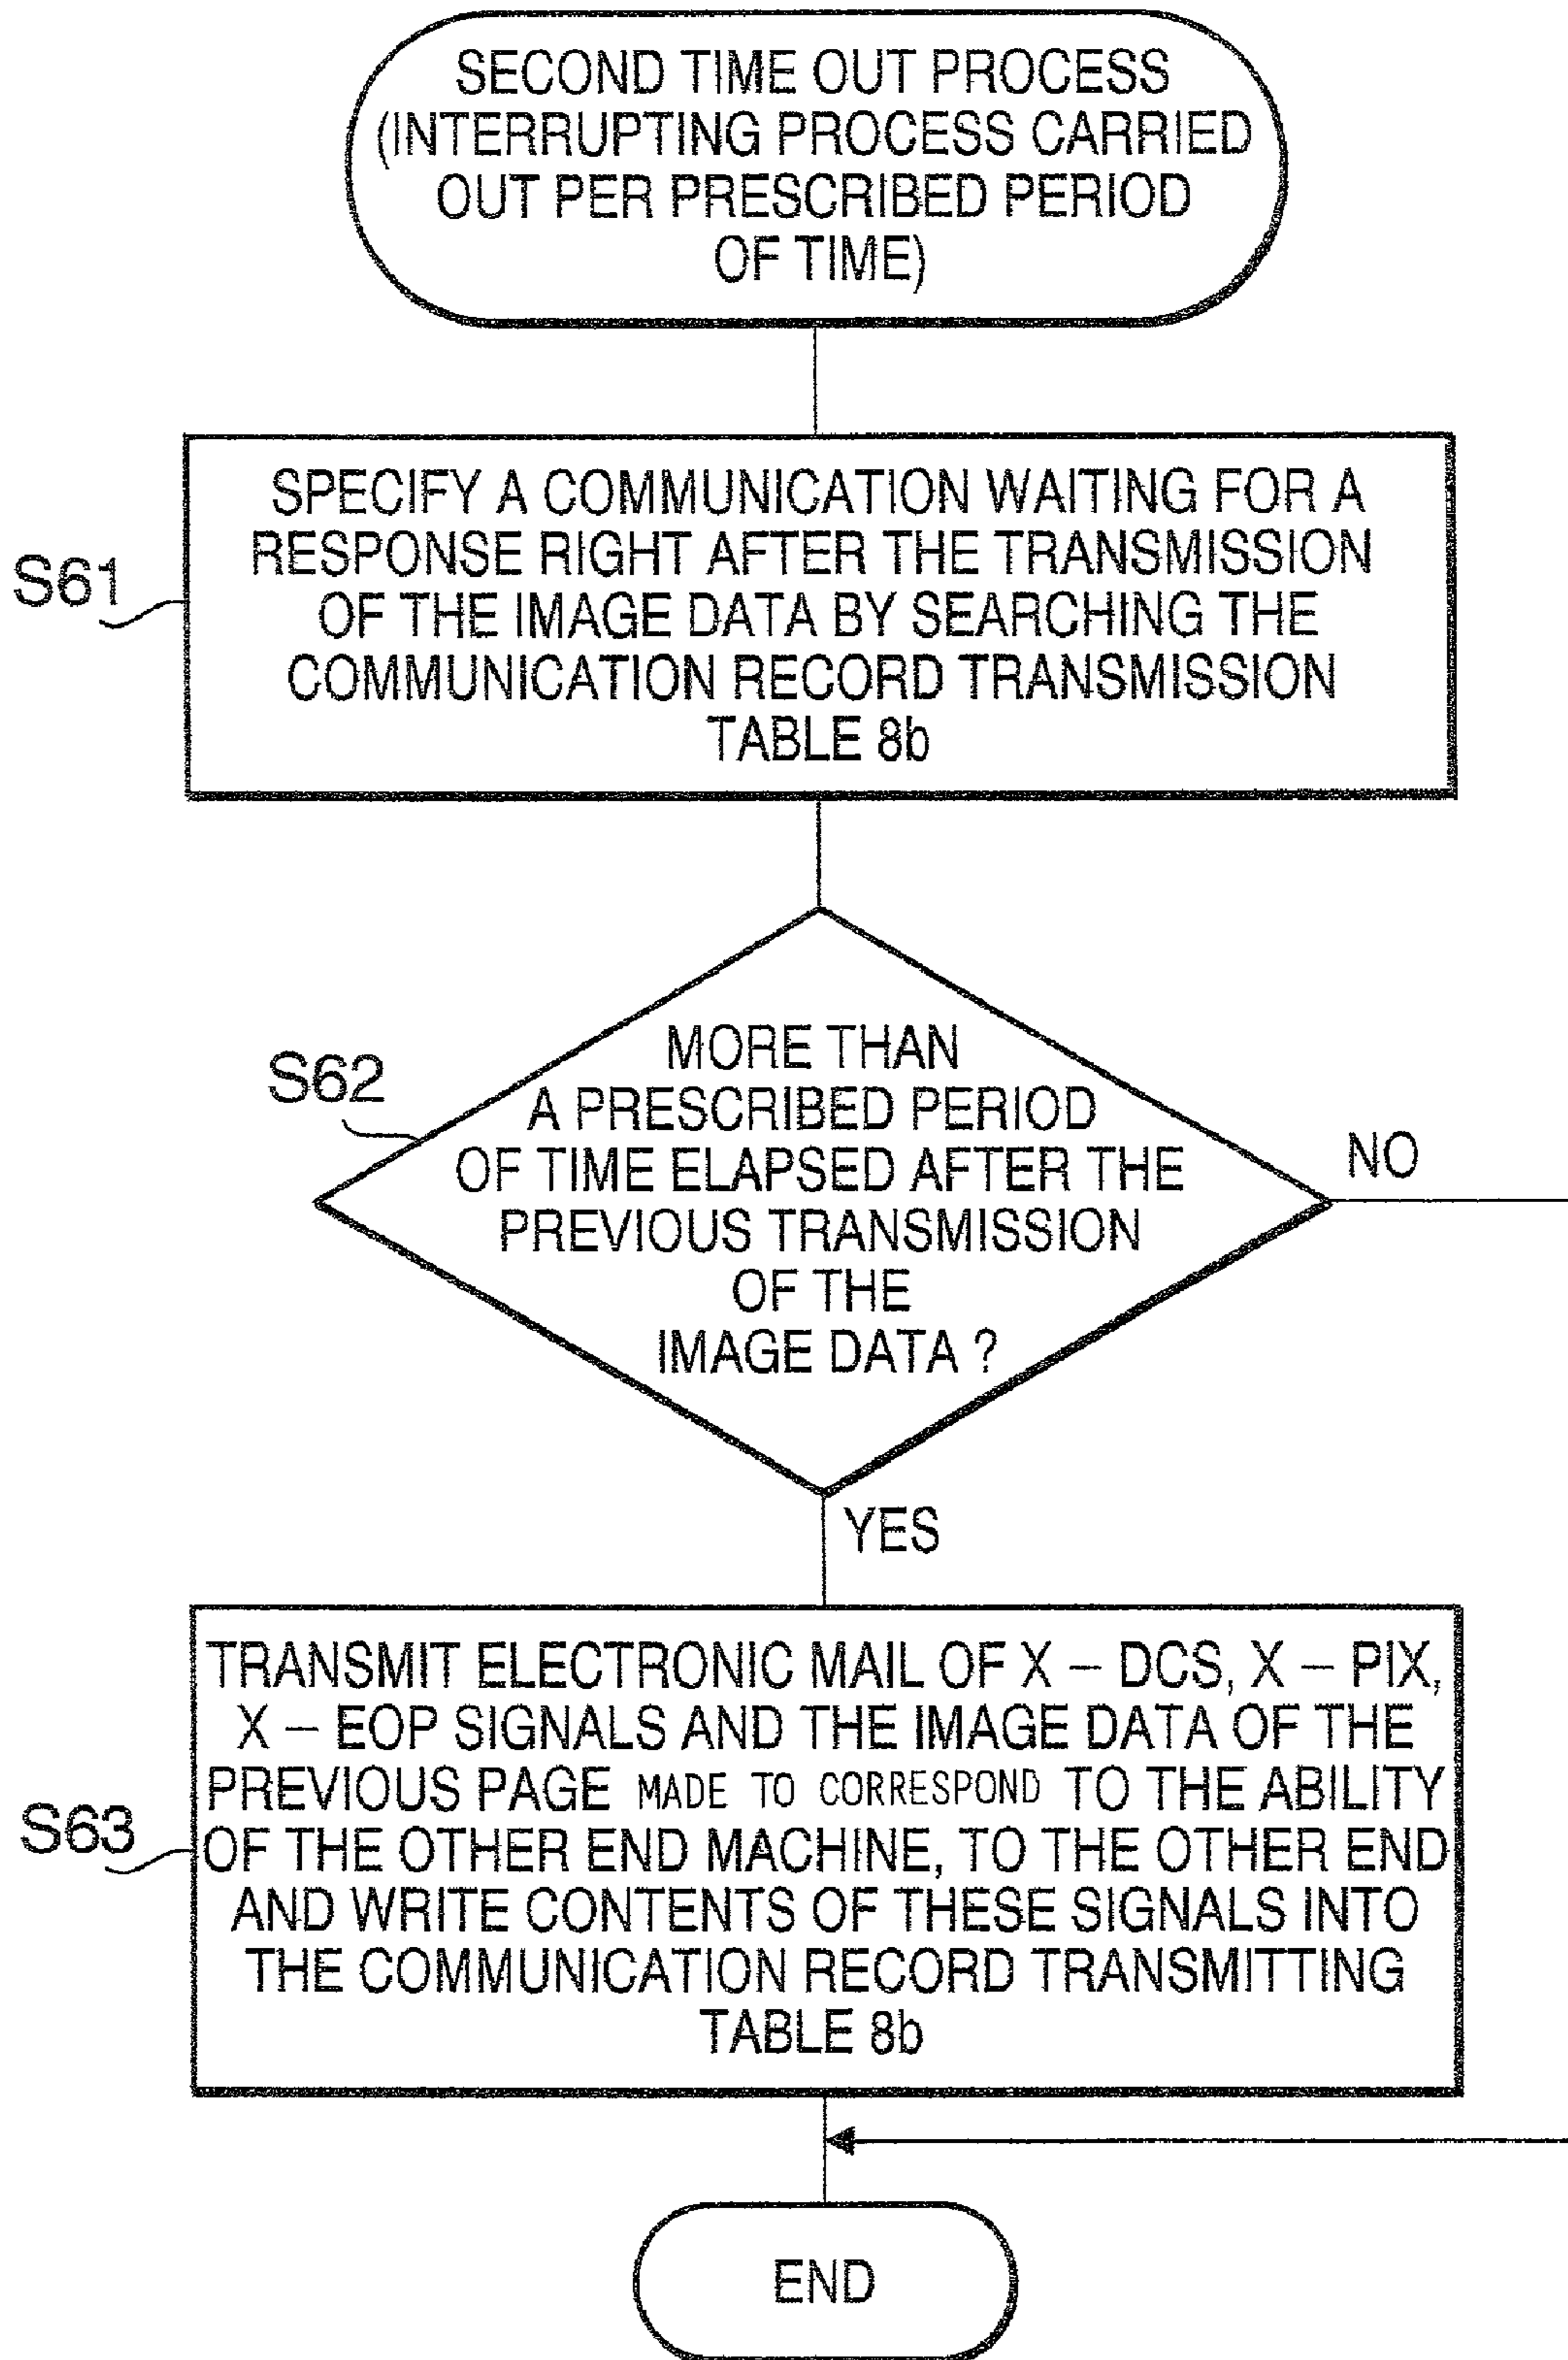 SECOND TIME OUT PROCESS
(INTERRUPTING PROCESS CARRIED
OUT PER PRESCRIBED PERIOD
OF TIME)
S61
SPECIFY A COMMUNICATION WAITING FOR A
RESPONSE RIGHT AFTER THE TRANSMISSION
OF THE IMAGE DATA BY SEARCHING THE
COMMUNICATION RECORD TRANSMISSION
TABLE 8b
S62
MORE THAN
A PRESCRIBED PERIOD
OF TIME ELAPSED AFTER THE
PREVIOUS TRANSMISSION
OF THE
IMAGE DATA ?
NO
YES
S63
TRANSMIT ELECTRONIC MAIL OF X – DCS, X – PIX,
X – EOP SIGNALS AND THE IMAGE DATA OF THE
PREVIOUS PAGE MADE TO CORRESPOND TO THE ABILITY
OF THE OTHER END MACHINE, TO THE OTHER END
AND WRITE CONTENTS OF THESE SIGNALS INTO
THE COMMUNICATION RECORD TRANSMITTING
TABLE 8b
END